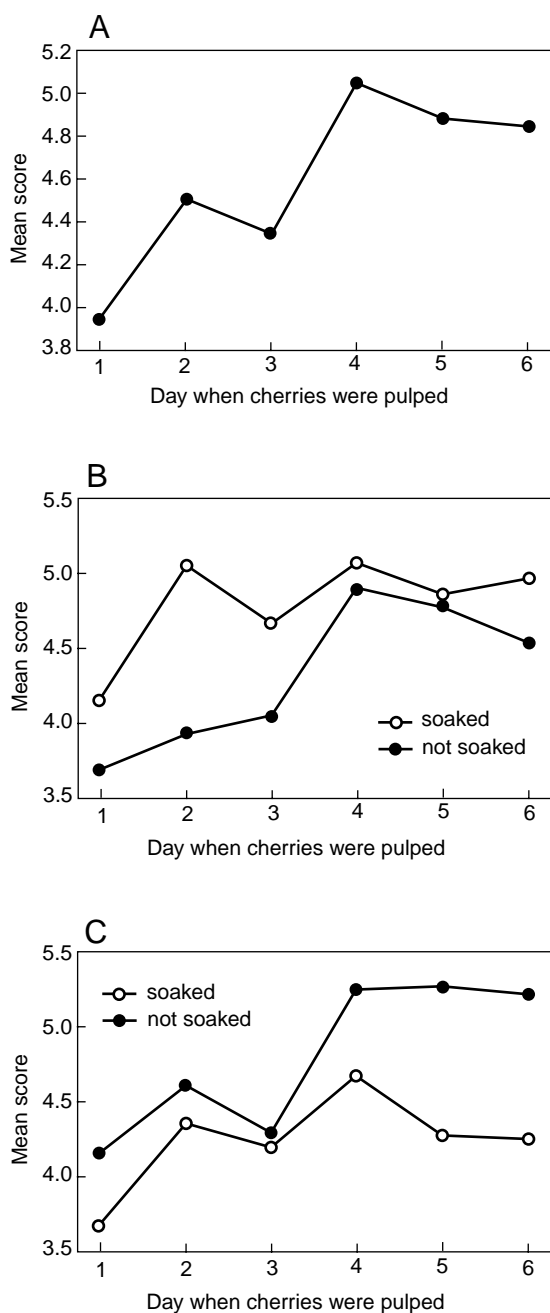 A
5.2
5.0
4.8
4.6
4.4
4.2
4.0
3.8
Mean score
1 2 3 4 5 6
Day when cherries were pulped
B
5.5
5.0
4.5
4.0
3.5
Mean score
soaked
not soaked
1 2 3 4 5 6
Day when cherries were pulped
C
5.5
5.0
4.5
4.0
3.5
Mean score
soaked
not soaked
1 2 3 4 5 6
Day when cherries were pulped